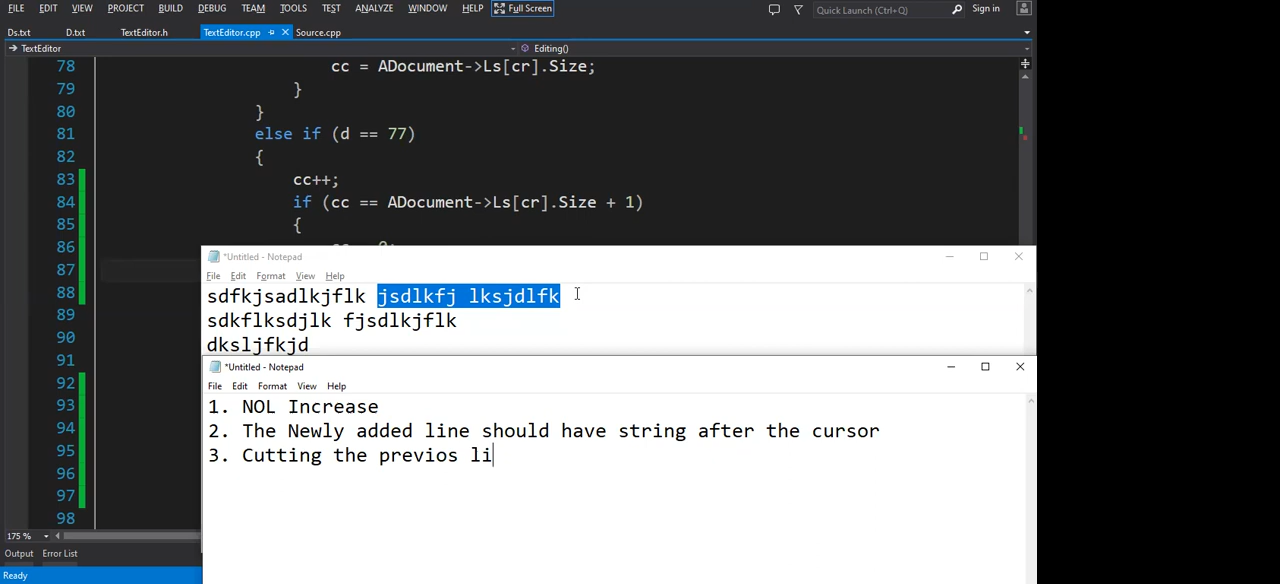 FILE EDIT VIEW PROJECT BUILD DEBUG TEAM TOOLS TEST ANALYZE WINDOW HELP Full Screen Quick Launch (Ctrl+Q) Sign in
Ds.txt D.txt TextEditor.h TextEditor.cpp Source.cpp
TextEditor Editing()
78 cc = ADocument->Ls[cr].Size;
79 }
80 }
81 else if (d == 77)
82 {
83 cc++;
84 if (cc == ADocument->Ls[cr].Size + 1)
85 {
86
87
88
89
90
91
92
93
94
95
96
97
98
*Untitled - Notepad
File Edit Format View Help
sdfkjsadlkjflk jsdlkfj lksjdlfk
sdkflksdjlk fjsdlkjflk
dksljfkjd
*Untitled - Notepad
File Edit Format View Help
1. NOL Increase
2. The Newly added line should have string after the cursor
3. Cutting the previos li
175 %
Output Error List
Ready